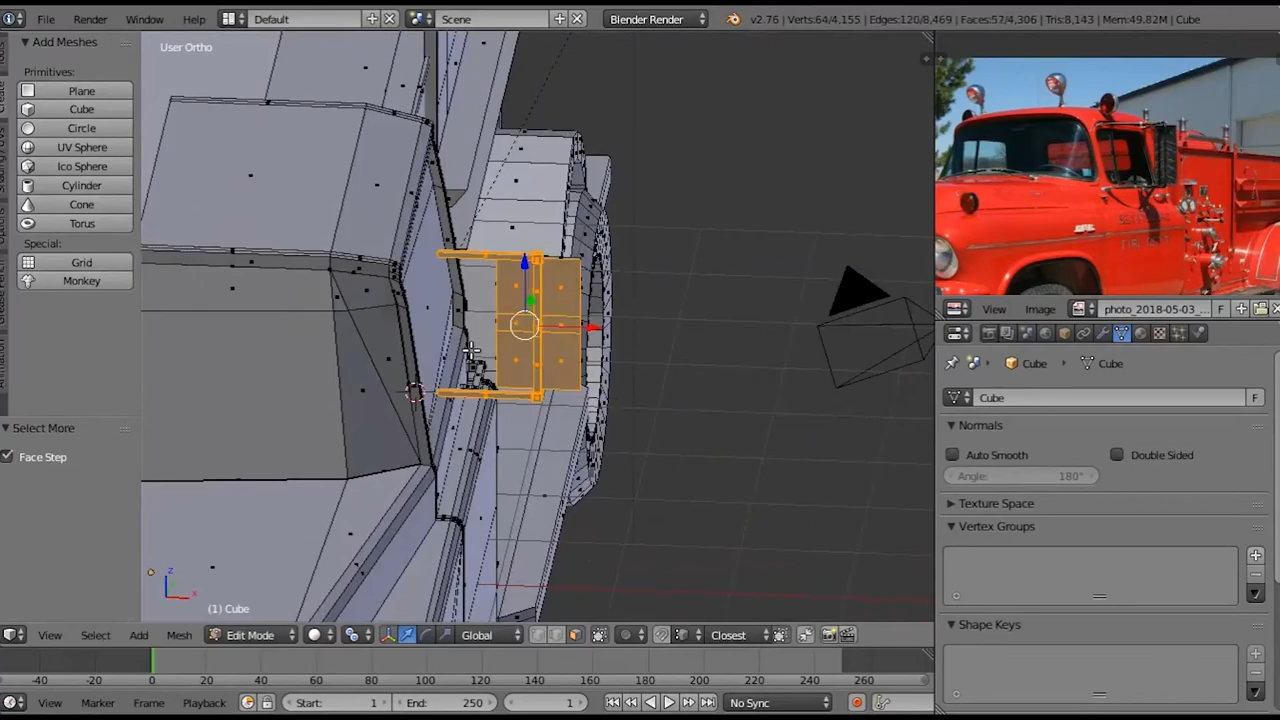 File Render Window Help Default Scene Blender Render v2.76 | Verts:64/4,155 | Edges:120/8,469 | Faces:57/4,306 | Tris:8,143 | Mem:49.82M | Cube
Add Meshes
Primitives:
Plane
Cube
Circle
UV Sphere
Ico Sphere
Cylinder
Cone
Torus
Special:
Grid
Monkey
Select More
Face Step
User Ortho
z
x
(1) Cube
View Select Add Mesh Edit Mode Global Closest
-40 -20 0 20 40 60 80 100 120 140 160 180 200 220 240 260
View Marker Frame Playback Start: 1 End: 250 1 No Sync
View Image photo_2018-05-03_... F
Cube Cube
Cube F
Normals
Auto Smooth Double Sided
Angle: 180°
Texture Space
Vertex Groups
Shape Keys